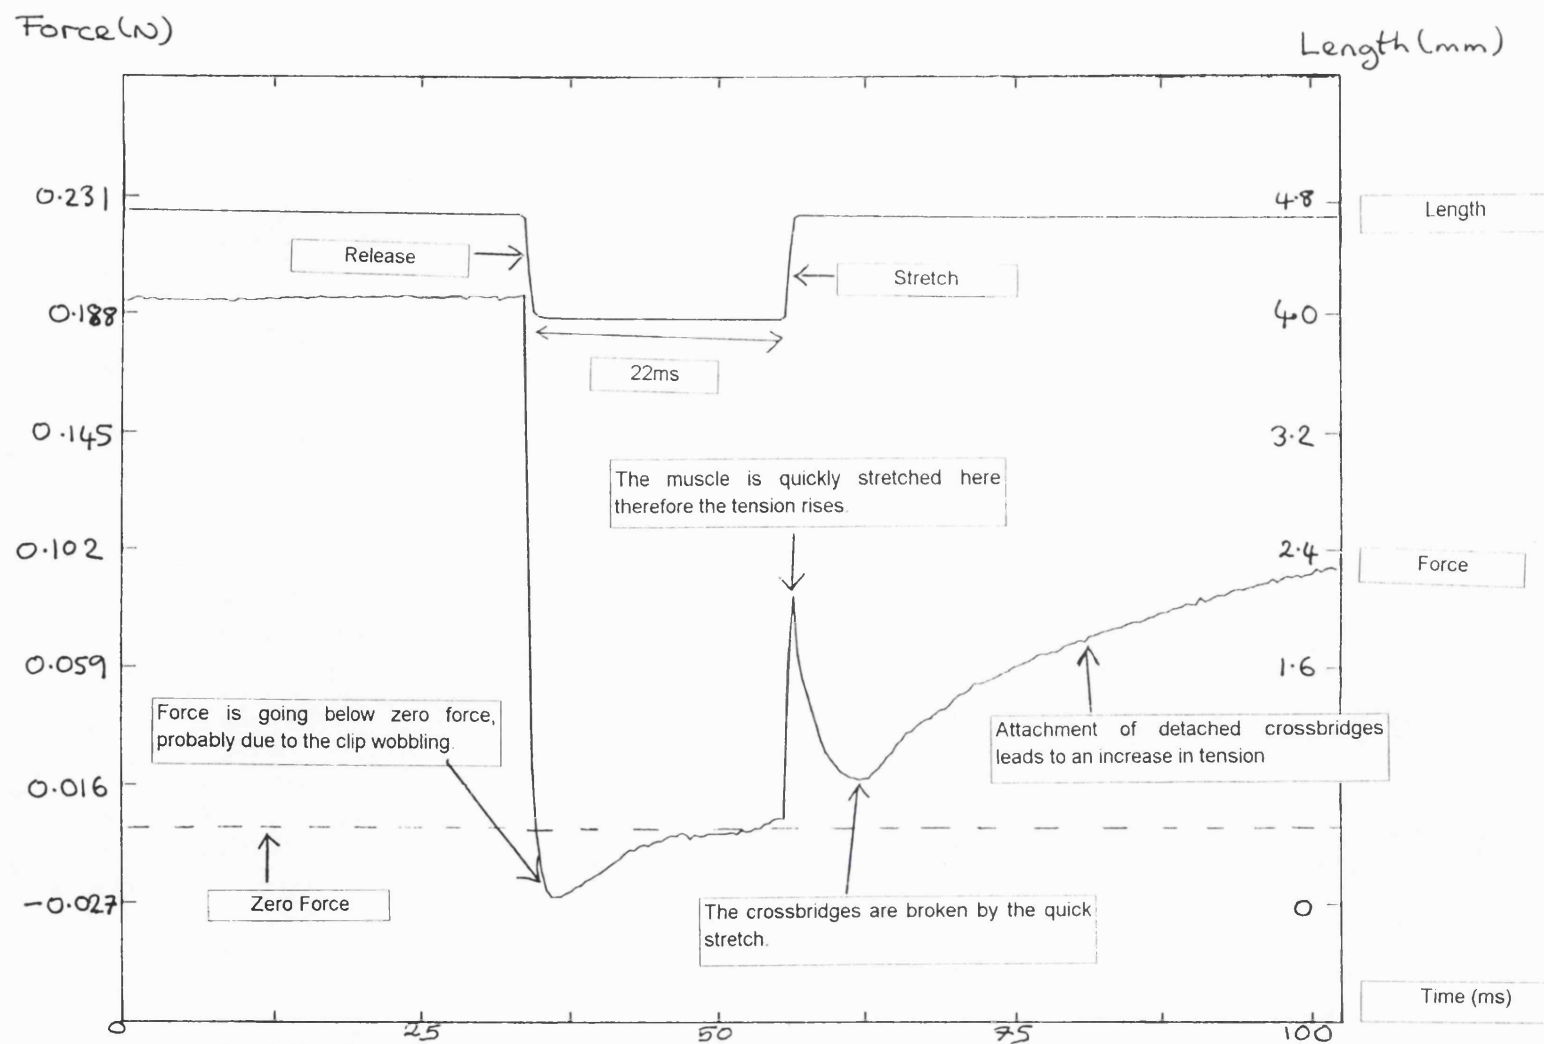 Force (N)
Length (mm)
0.231
4.8
Length
Release
Stretch
0.188
4.0
22ms
0.145
3.2
The muscle is quickly stretched here
therefore the tension rises.
0.102
2.4
Force
0.059
1.6
Force is going below zero force,
probably due to the clip wobbling.
Attachment of detached crossbridges
leads to an increase in tension
0.016
Zero Force
-0.027
The crossbridges are broken by the quick
stretch.
0
Time (ms)
0
25
50
75
100